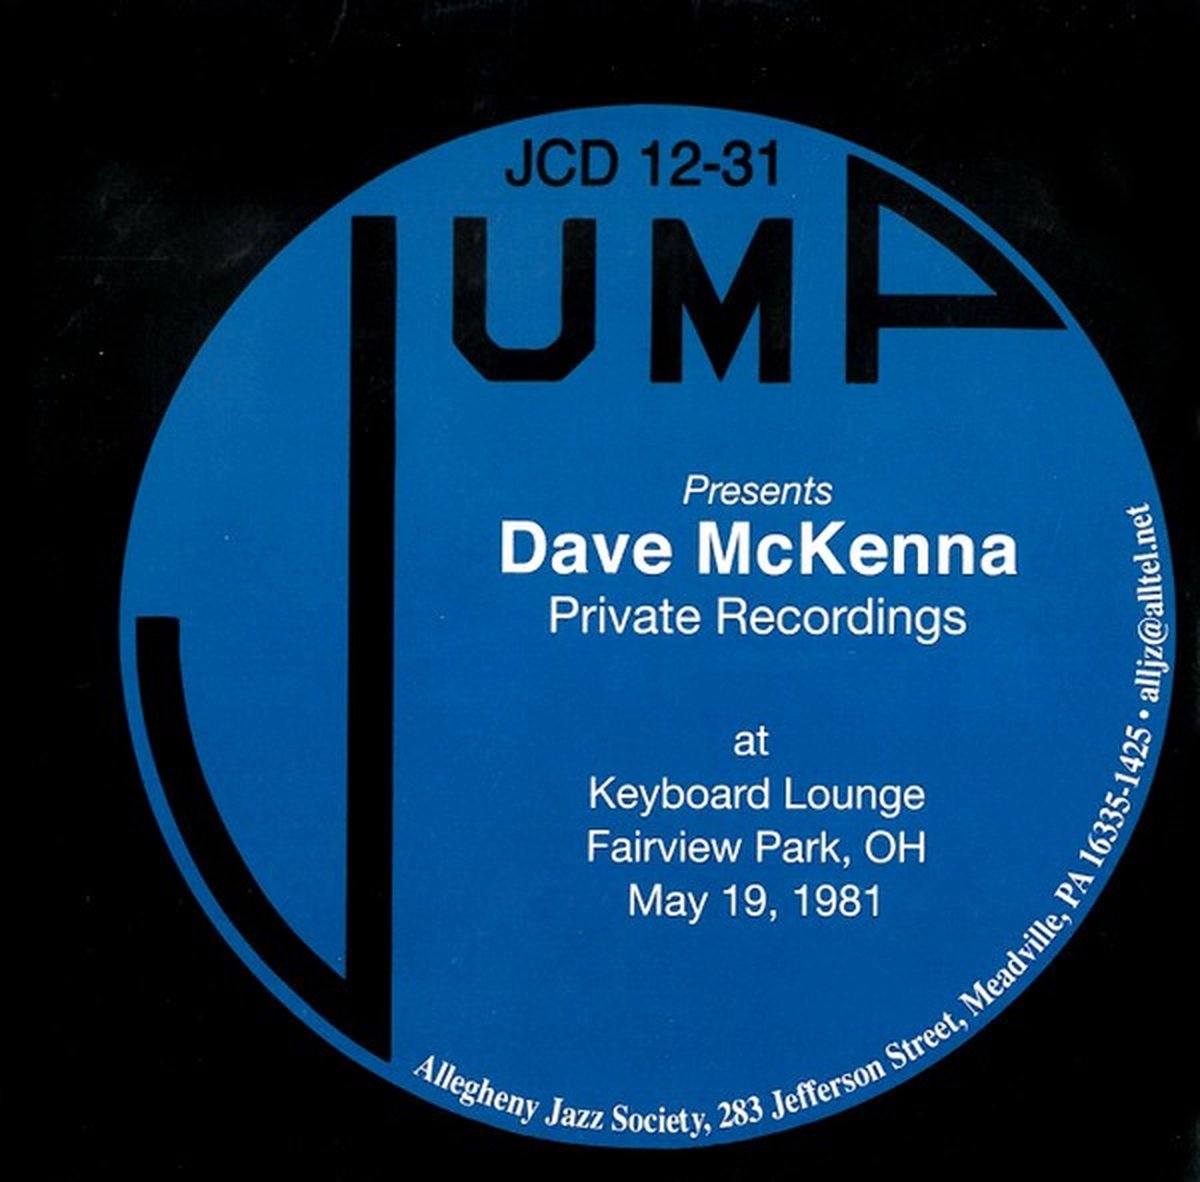 JCD 12-31
JUMP
Presents
Dave McKenna
Private Recordings
at
Keyboard Lounge
Fairview Park, OH
May 19, 1981
Allegheny Jazz Society, 283 Jefferson Street, Meadville, PA 16335-1425 • alljz@alltel.net